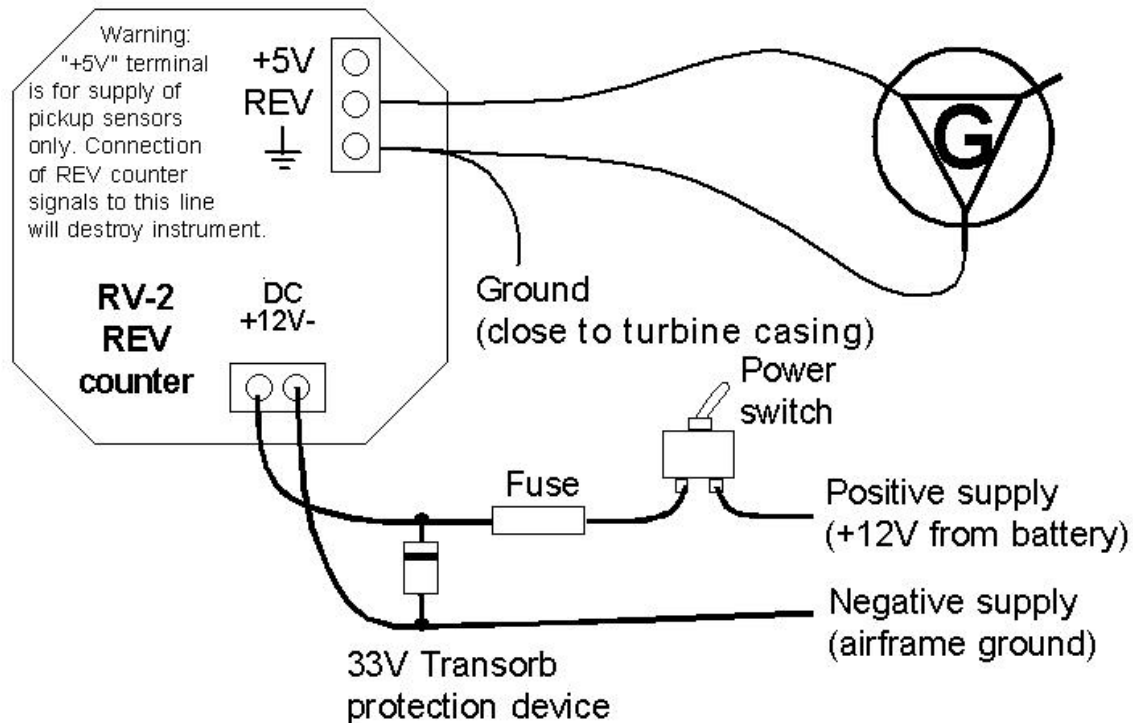 Warning:
"+5V" terminal
is for supply of
pickup sensors
only. Connection
of REV counter
signals to this line
will destroy instrument.
+5V
REV
G
RV-2
REV
counter
DC
+12V-
Ground
(close to turbine casing)
Power
switch
Fuse
Positive supply
(+12V from battery)
Negative supply
(airframe ground)
33V Transorb
protection device